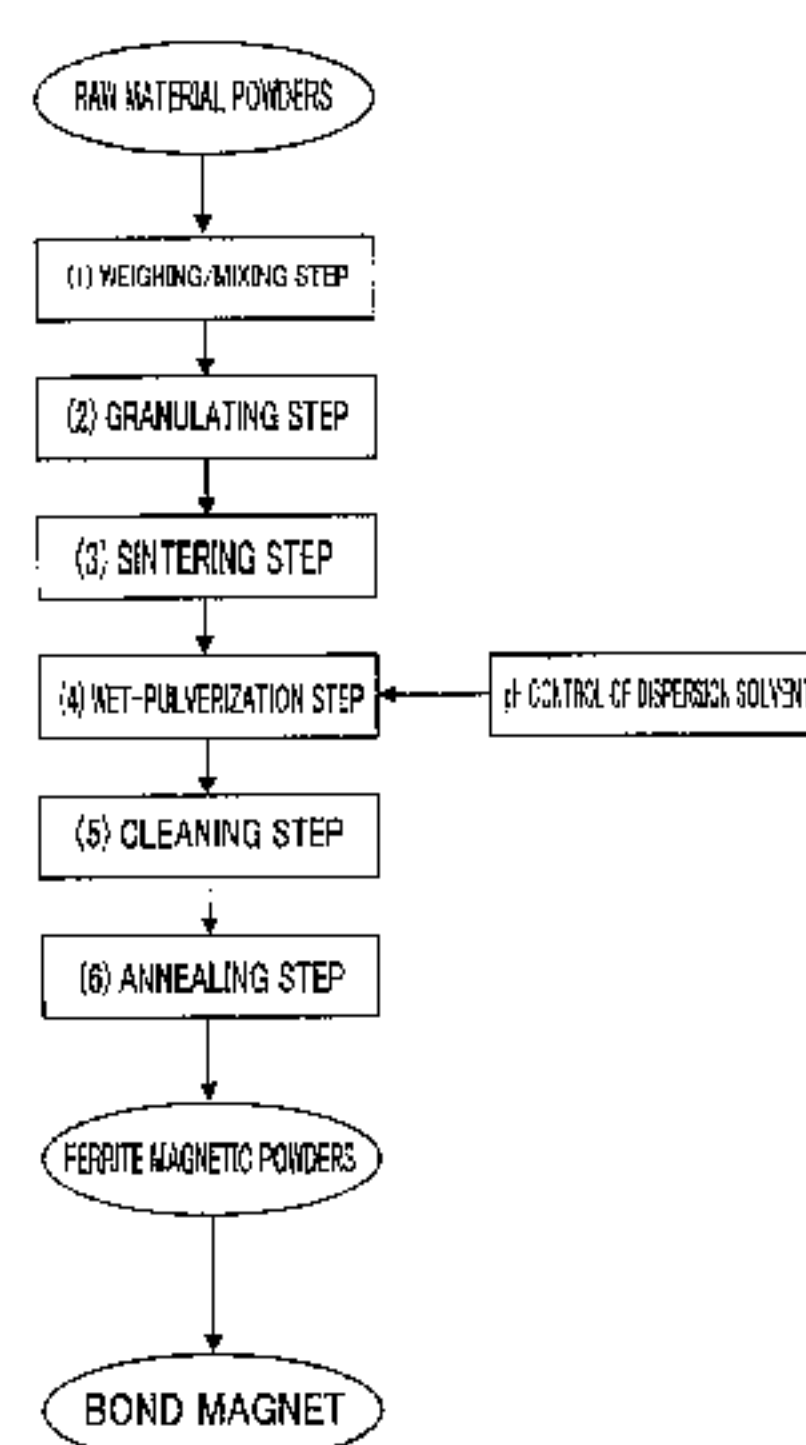 RAW MATERIAL POWDERS
(1) WEIGHING/MIXING STEP
(2) GRANULATING STEP
(3) SINTERING STEP
(4) WET-PULVERIZATION STEP
pH CONTROL OF DISPERSION SOLVENT
(5) CLEANING STEP
(6) ANNEALING STEP
FERRITE MAGNETIC POWDERS
BOND MAGNET